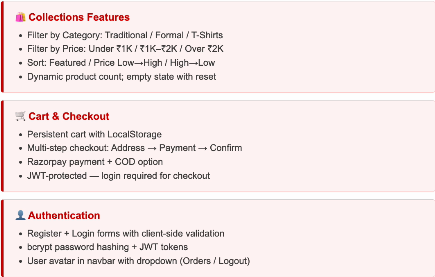 🛍️ Collections Features
• Filter by Category: Traditional / Formal / T-Shirts
• Filter by Price: Under ₹1K / ₹1K–₹2K / Over ₹2K
• Sort: Featured / Price Low→High / High→Low
• Dynamic product count; empty state with reset
🛒 Cart & Checkout
• Persistent cart with LocalStorage
• Multi-step checkout: Address → Payment → Confirm
• Razorpay payment + COD option
• JWT-protected — login required for checkout
👤 Authentication
• Register + Login forms with client-side validation
• bcrypt password hashing + JWT tokens
• User avatar in navbar with dropdown (Orders / Logout)